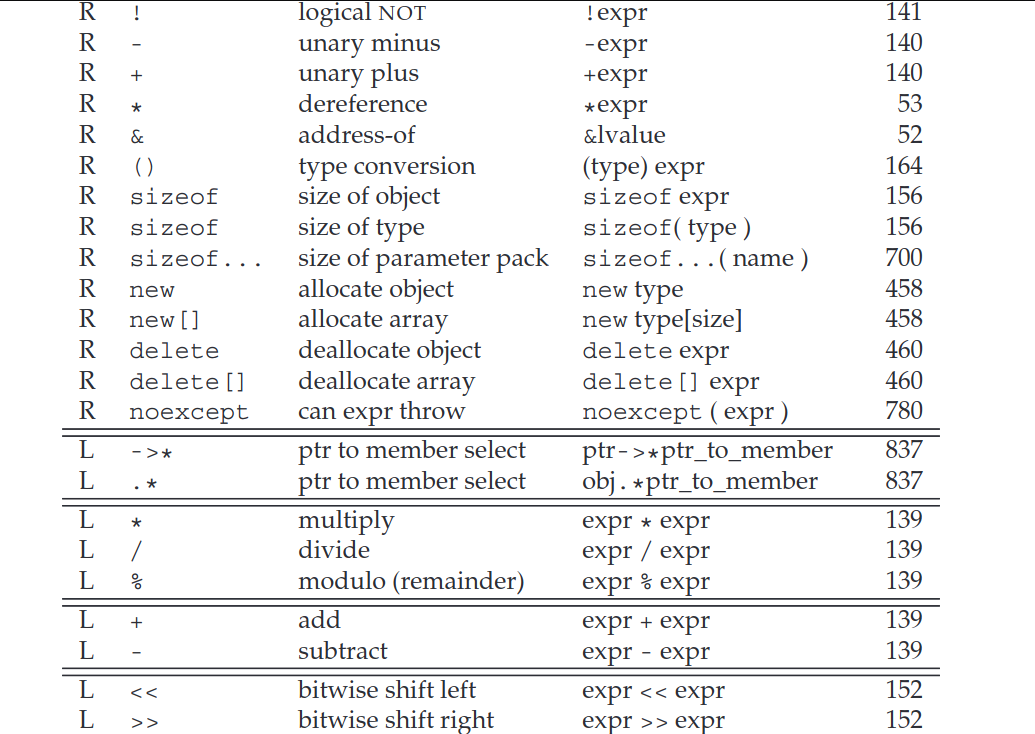 R ! logical NOT !expr 141
R - unary minus -expr 140
R + unary plus +expr 140
R * dereference *expr 53
R & address-of &lvalue 52
R () type conversion (type) expr 164
R sizeof size of object sizeof expr 156
R sizeof size of type sizeof( type ) 156
R sizeof... size of parameter pack sizeof...( name ) 700
R new allocate object new type 458
R new[] allocate array new type[size] 458
R delete deallocate object delete expr 460
R delete[] deallocate array delete[] expr 460
R noexcept can expr throw noexcept ( expr ) 780
L ->* ptr to member select ptr->*ptr_to_member 837
L .* ptr to member select obj.*ptr_to_member 837
L * multiply expr * expr 139
L / divide expr / expr 139
L % modulo (remainder) expr % expr 139
L + add expr + expr 139
L - subtract expr - expr 139
L << bitwise shift left expr << expr 152
L >> bitwise shift right expr >> expr 152